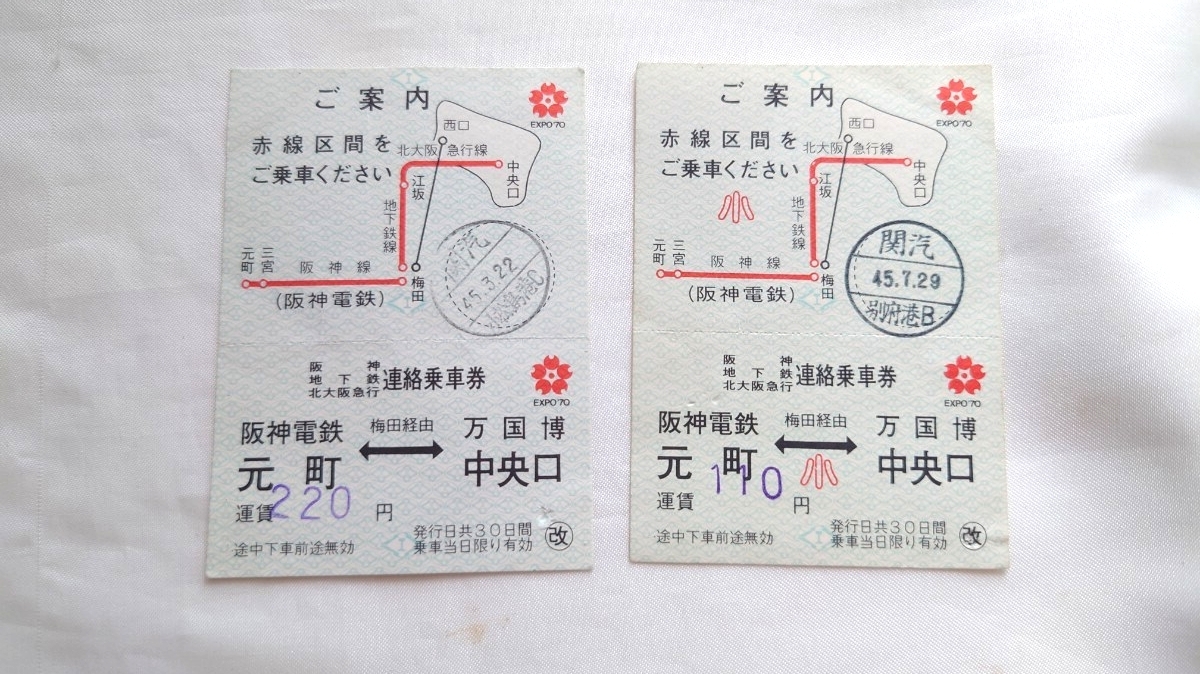 ご案内
EXPO'70
赤線区間を
ご乗車ください
西口
北大阪急行線
中央口
江坂
地下鉄線
元町
三宮
阪神線
梅田
(阪神電鉄)
関汽
45.3.22
阪神
地下鉄
北大阪急行
連絡乗車券
EXPO'70
阪神電鉄
梅田経由
万国博
元町
中央口
運賃
220
円
途中下車前途無効
発行日共30日間
乗車当日限り有効
改
ご案内
EXPO'70
赤線区間を
ご乗車ください
小
西口
北大阪急行線
中央口
江坂
地下鉄線
元町
三宮
阪神線
梅田
(阪神電鉄)
関汽
45.7.29
別府港B
阪神
地下鉄
北大阪急行
連絡乗車券
EXPO'70
阪神電鉄
梅田経由
万国博
元町
小
中央口
運賃
110
円
途中下車前途無効
発行日共30日間
乗車当日限り有効
改